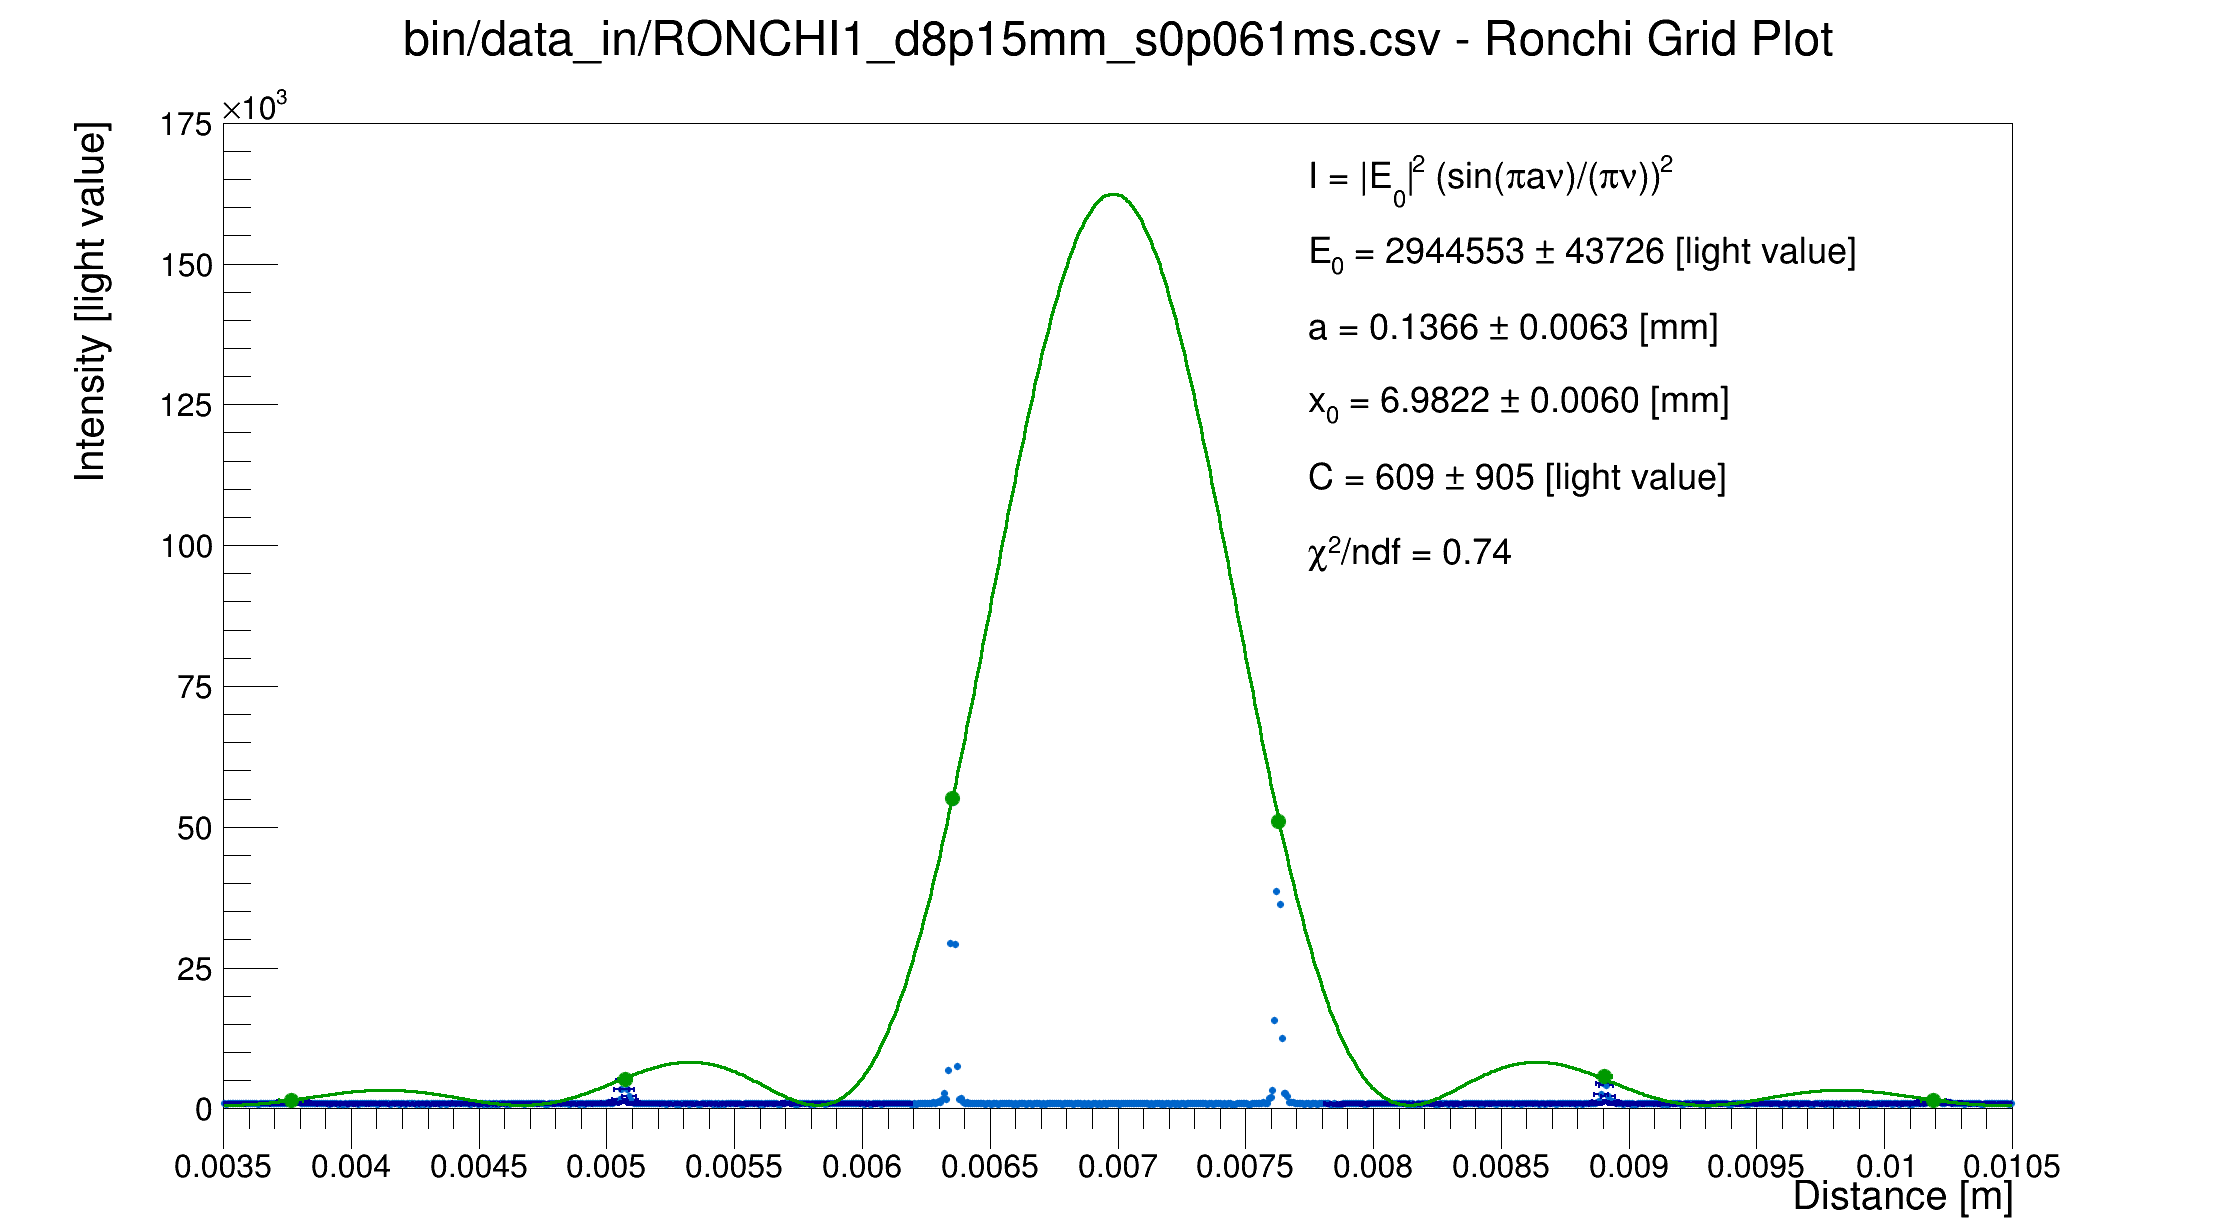 bin/data_in/RONCHI1_d8p15mm_s0p061ms.csv - Ronchi Grid Plot
×10³
Intensity [light value]
175
150
125
100
75
50
25
0
I = |E₀|² (sin(πaν)/(πν))²
E₀ = 2944553 ± 43726 [light value]
a = 0.1366 ± 0.0063 [mm]
x₀ = 6.9822 ± 0.0060 [mm]
C = 609 ± 905 [light value]
χ²/ndf = 0.74
0.0035 0.004 0.0045 0.005 0.0055 0.006 0.0065 0.007 0.0075 0.008 0.0085 0.009 0.0095 0.01 0.0105
Distance [m]